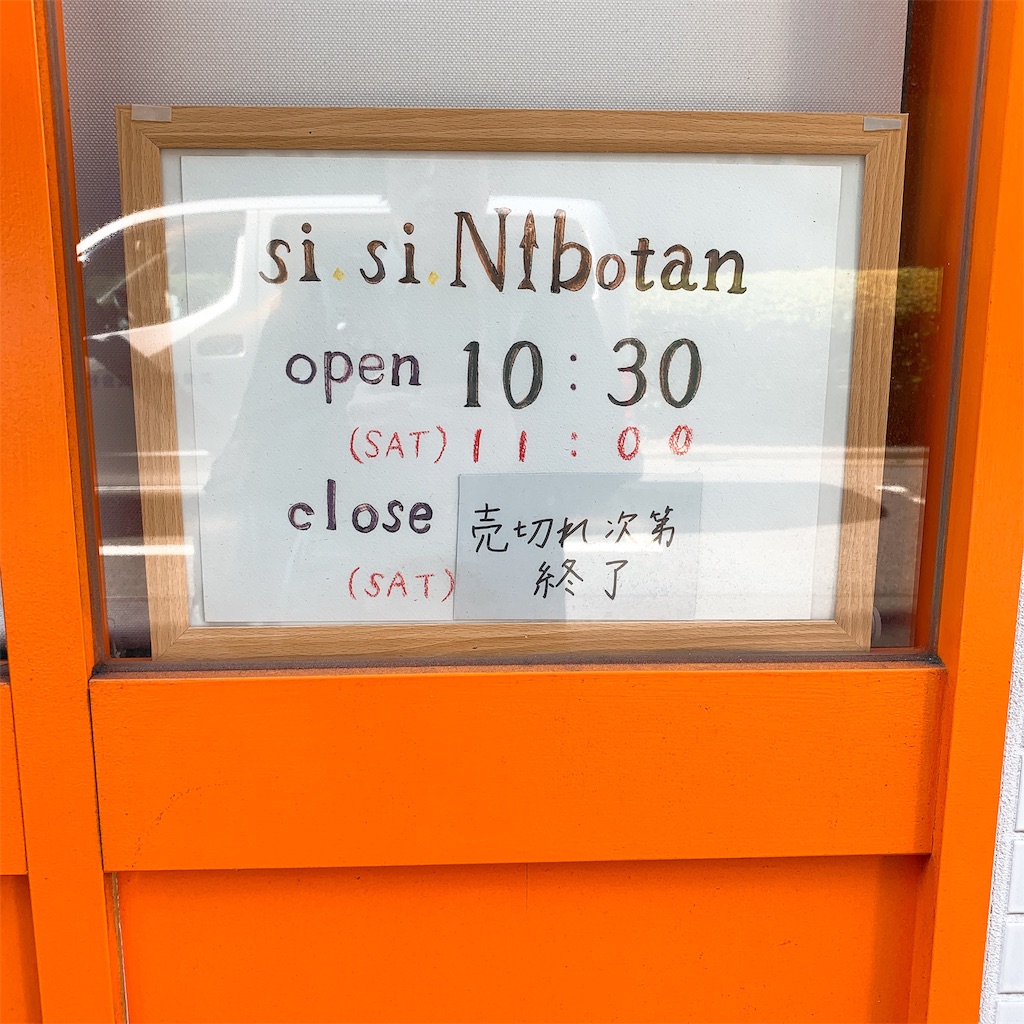 si.si.Nibotan
open 10:30
(SAT) 11:00
close 売切れ次第
(SAT) 終了